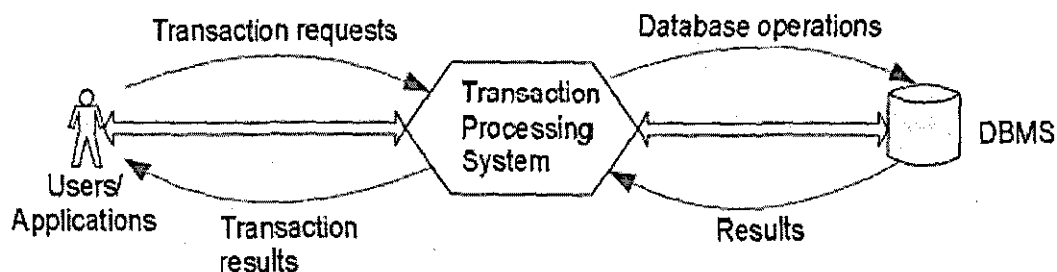 Transaction requests
Database operations
Transaction
Processing
System
DBMS
Users/
Applications
Transaction
results
Results